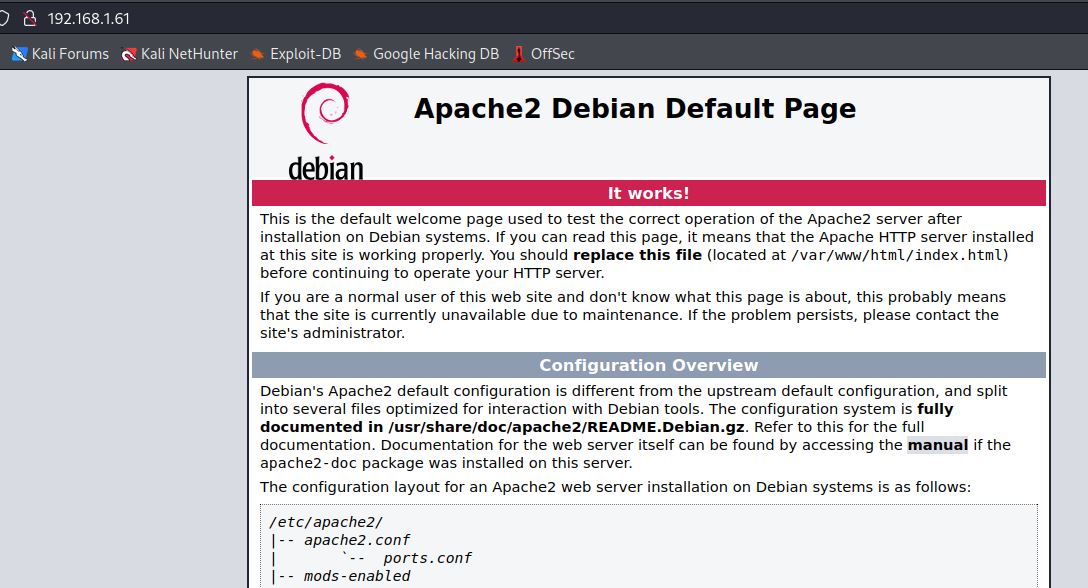 192.168.1.61
Kali Forums Kali NetHunter Exploit-DB Google Hacking DB OffSec
debian
Apache2 Debian Default Page
It works!
This is the default welcome page used to test the correct operation of the Apache2 server after
installation on Debian systems. If you can read this page, it means that the Apache HTTP server installed
at this site is working properly. You should replace this file (located at /var/www/html/index.html)
before continuing to operate your HTTP server.
If you are a normal user of this web site and don't know what this page is about, this probably means
that the site is currently unavailable due to maintenance. If the problem persists, please contact the
site's administrator.
Configuration Overview
Debian's Apache2 default configuration is different from the upstream default configuration, and split
into several files optimized for interaction with Debian tools. The configuration system is fully
documented in /usr/share/doc/apache2/README.Debian.gz. Refer to this for the full
documentation. Documentation for the web server itself can be found by accessing the manual if the
apache2-doc package was installed on this server.
The configuration layout for an Apache2 web server installation on Debian systems is as follows:
/etc/apache2/
|-- apache2.conf
|       `--  ports.conf
|-- mods-enabled